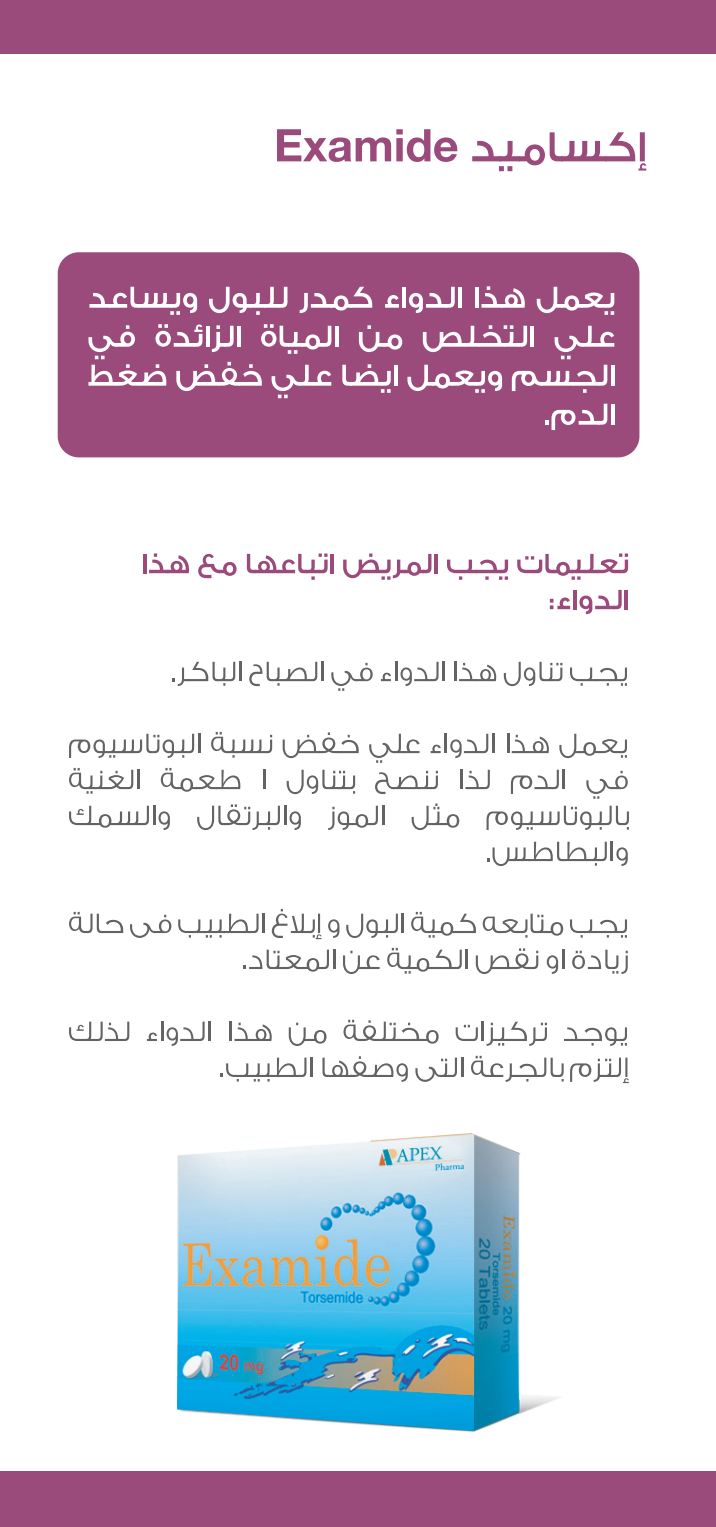 إكساميد Examide
يعمل هذا الدواء كمدر للبول ويساعد
علي التخلص من المياة الزائدة في
الجسم ويعمل ايضا علي خفض ضغط
الدم.
تعليمات يجب المريض اتباعها مع هذا
الدواء:
يجب تناول هذا الدواء في الصباح الباكر.
يعمل هذا الدواء علي خفض نسبة البوتاسيوم
في الدم لذا ننصح بتناول ا طعمة الغنية
بالبوتاسيوم مثل الموز والبرتقال والسمك
والبطاطس.
يجب متابعه كمية البول و إبلاغ الطبيب فى حالة
زيادة او نقص الكمية عن المعتاد.
يوجد تركيزات مختلفة من هذا الدواء لذلك
إلتزم بالجرعة التى وصفها الطبيب.
APEX
Pharma
Examide
Torsemide
20 mg
Examide 20 mg
Torsemide
20 Tablets